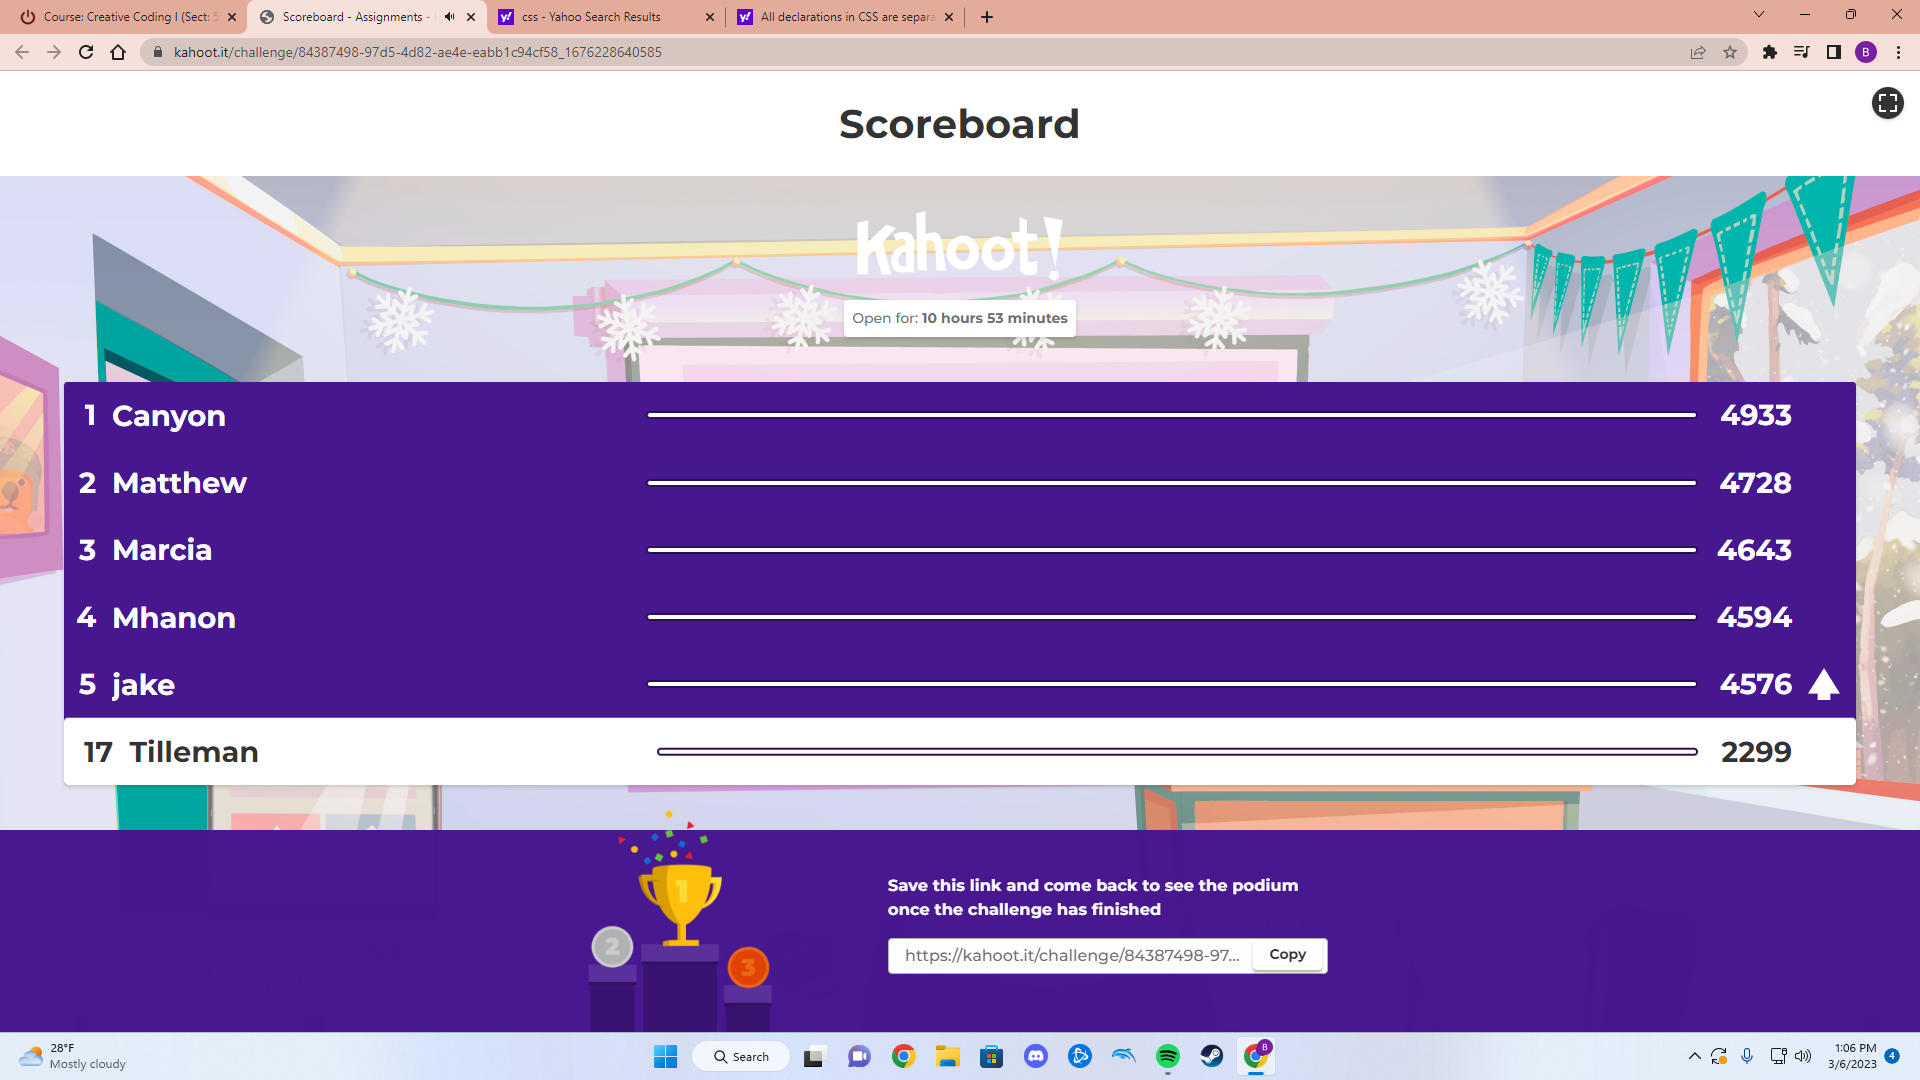 Course: Creative Coding I (Sect: 5
Scoreboard - Assignments -
css - Yahoo Search Results
All declarations in CSS are separa
kahoot.it/challenge/84387498-97d5-4d82-ae4e-eabb1c94cf58_1676228640585
B
Scoreboard
Kahoot!
Open for: 10 hours 53 minutes
1 Canyon 4933
2 Matthew 4728
3 Marcia 4643
4 Mhanon 4594
5 jake 4576
17 Tilleman 2299
1
2
3
Save this link and come back to see the podium
once the challenge has finished
https://kahoot.it/challenge/84387498-97... Copy
28°F
Mostly cloudy
Search
B
1:06 PM
3/6/2023
4